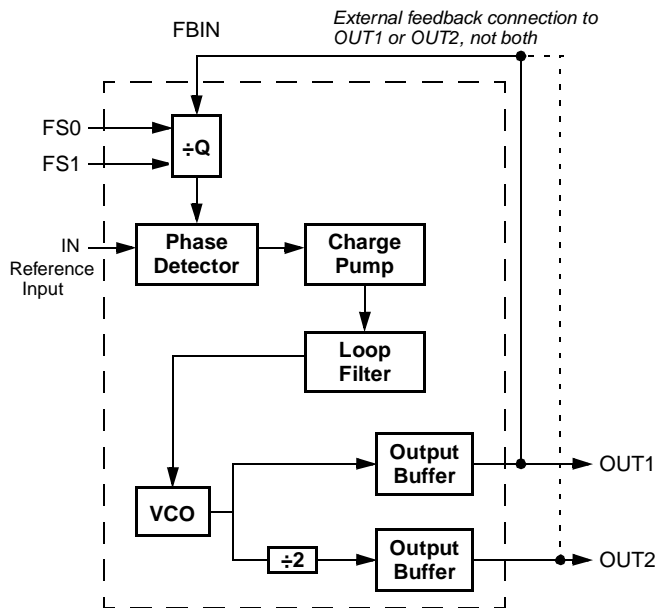 External feedback connection to
OUT1 or OUT2, not both
FBIN
FS0
FS1
÷Q
IN
Reference
Input
Phase
Detector
Charge
Pump
Loop
Filter
VCO
Output
Buffer
OUT1
÷2
Output
Buffer
OUT2